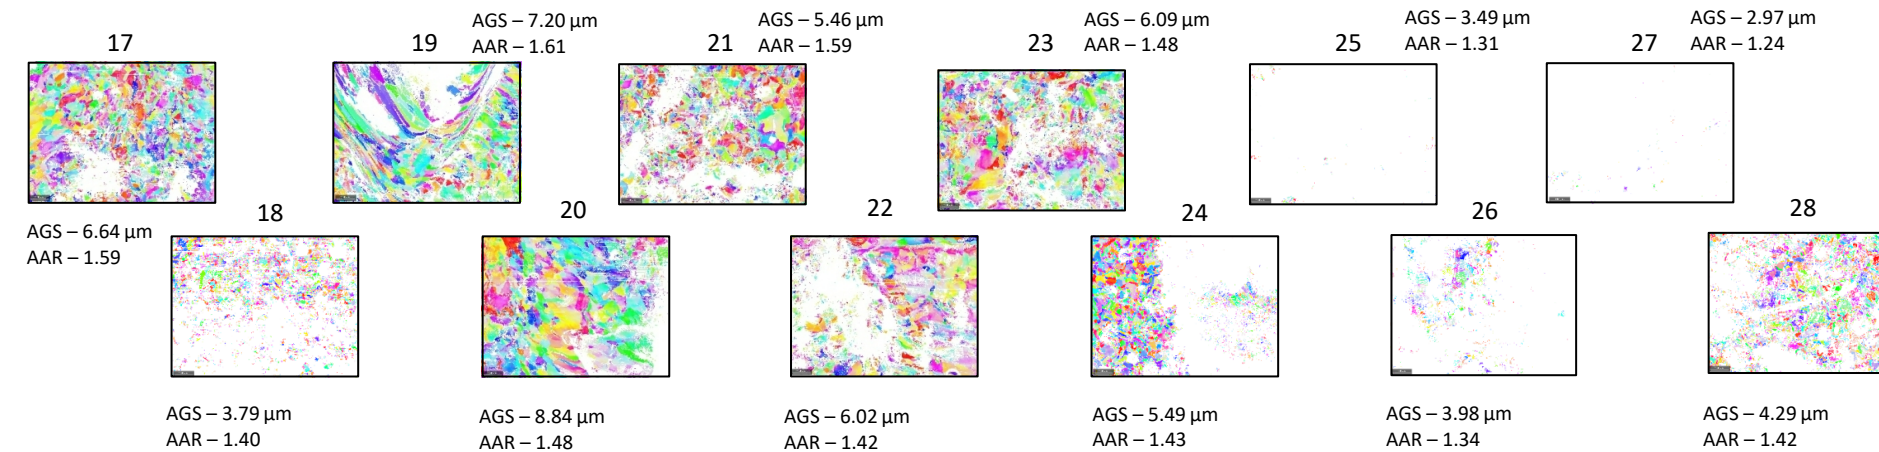 17
AGS – 6.64 µm
AAR – 1.59
18
AGS – 3.79 µm
AAR – 1.40
19
AGS – 7.20 µm
AAR – 1.61
20
AGS – 8.84 µm
AAR – 1.48
21
AGS – 5.46 µm
AAR – 1.59
22
AGS – 6.02 µm
AAR – 1.42
23
AGS – 6.09 µm
AAR – 1.48
24
AGS – 5.49 µm
AAR – 1.43
25
AGS – 3.49 µm
AAR – 1.31
26
AGS – 3.98 µm
AAR – 1.34
27
AGS – 2.97 µm
AAR – 1.24
28
AGS – 4.29 µm
AAR – 1.42